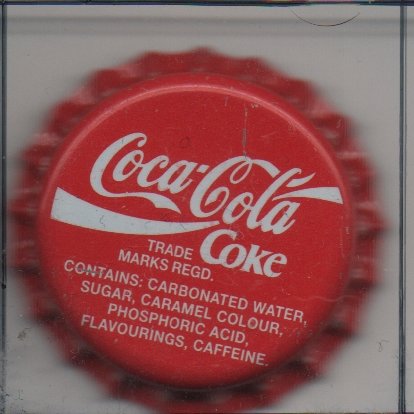 Coca-Cola
Coke
TRADE
MARKS REGD.
CONTAINS: CARBONATED WATER,
SUGAR, CARAMEL COLOUR,
PHOSPHORIC ACID,
FLAVOURINGS, CAFFEINE.